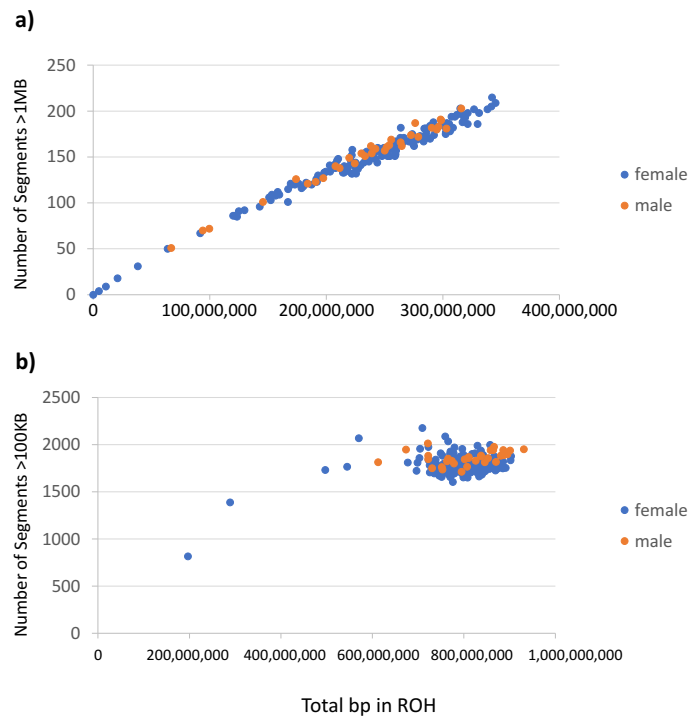 a)
Number of Segments >1MB
250
200
150
100
50
0
0 100,000,000 200,000,000 300,000,000 400,000,000
female
male
b)
Number of Segments >100KB
2500
2000
1500
1000
500
0
0 200,000,000 400,000,000 600,000,000 800,000,000 1,000,000,000
female
male
Total bp in ROH